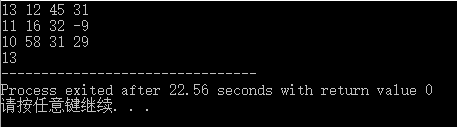 13 12 45 31
11 16 32 -9
10 58 31 29
13
--------------------------------
Process exited after 22.56 seconds with return value 0
请按任意键继续. . .